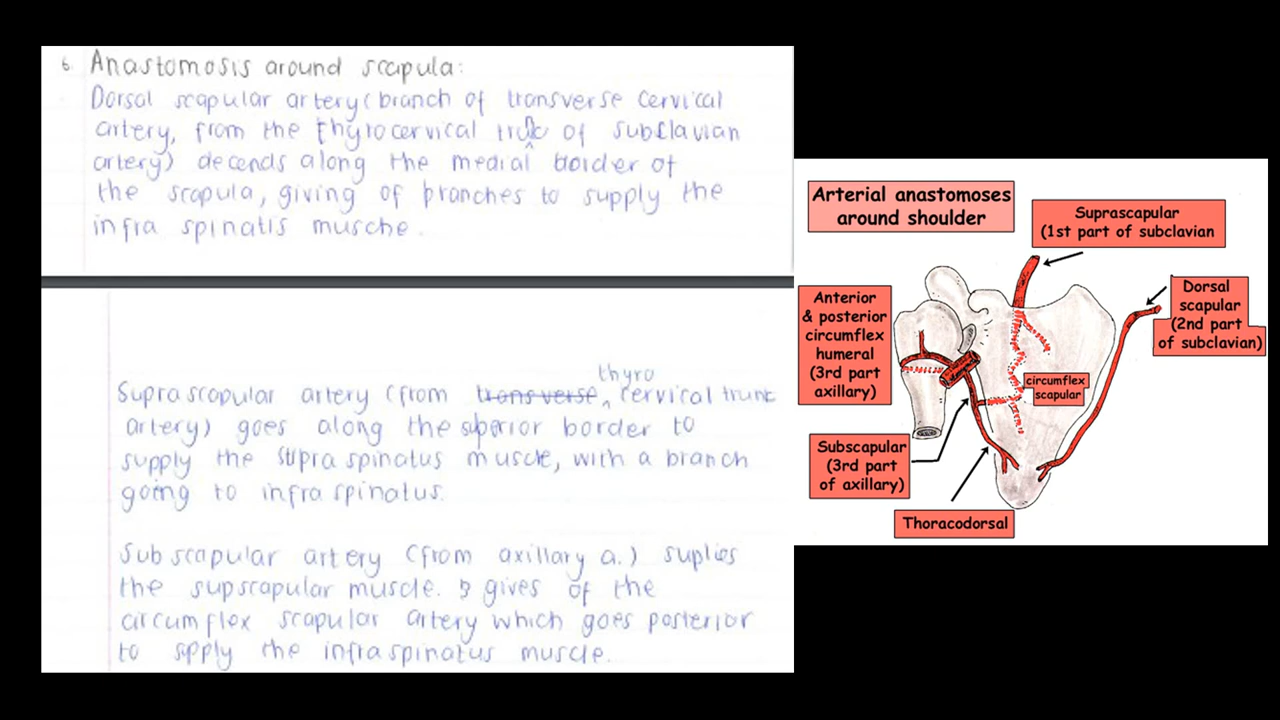 6. Anastomosis around scapula:
Dorsal scapular artery (branch of transverse cervical
artery, from the thyrocervical truk of subclavian
artery) decends along the medial border of
the scapula, giving of branches to supply the
infra spinatis musche.
thyro
Suprascapular artery (from transverse cervical trunk
artery) goes along the superior border to
supply the supra spinatus muscle, with a branch
going to infraspinatus.
Subscapular artery (from axillary a.) suplies
the supscapular muscle. & gives of the
circumflex scapular artery which goes posterior
to spply the infraspinatus muscle.
Arterial anastomoses
around shoulder
Suprascapular
(1st part of subclavian
Dorsal
scapular
(2nd part
of subclavian)
Anterior
& posterior
circumflex
humeral
(3rd part
axillary)
circumflex
scapular
Subscapular
(3rd part
of axillary)
Thoracodorsal